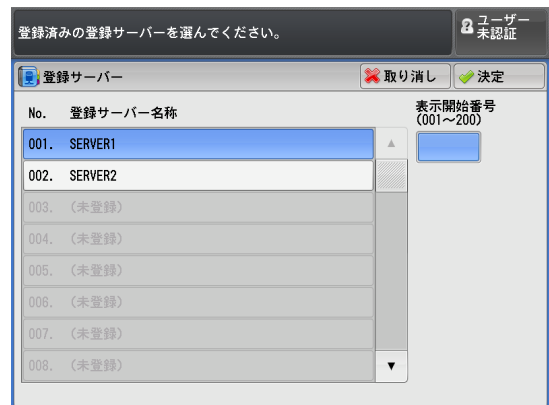 登録済みの登録サーバーを選んでください。
ユーザー
未認証
登録サーバー
取り消し
決定
No. 登録サーバー名称
表示開始番号
(001～200)
001. SERVER1
002. SERVER2
003. (未登録)
004. (未登録)
005. (未登録)
006. (未登録)
007. (未登録)
008. (未登録)